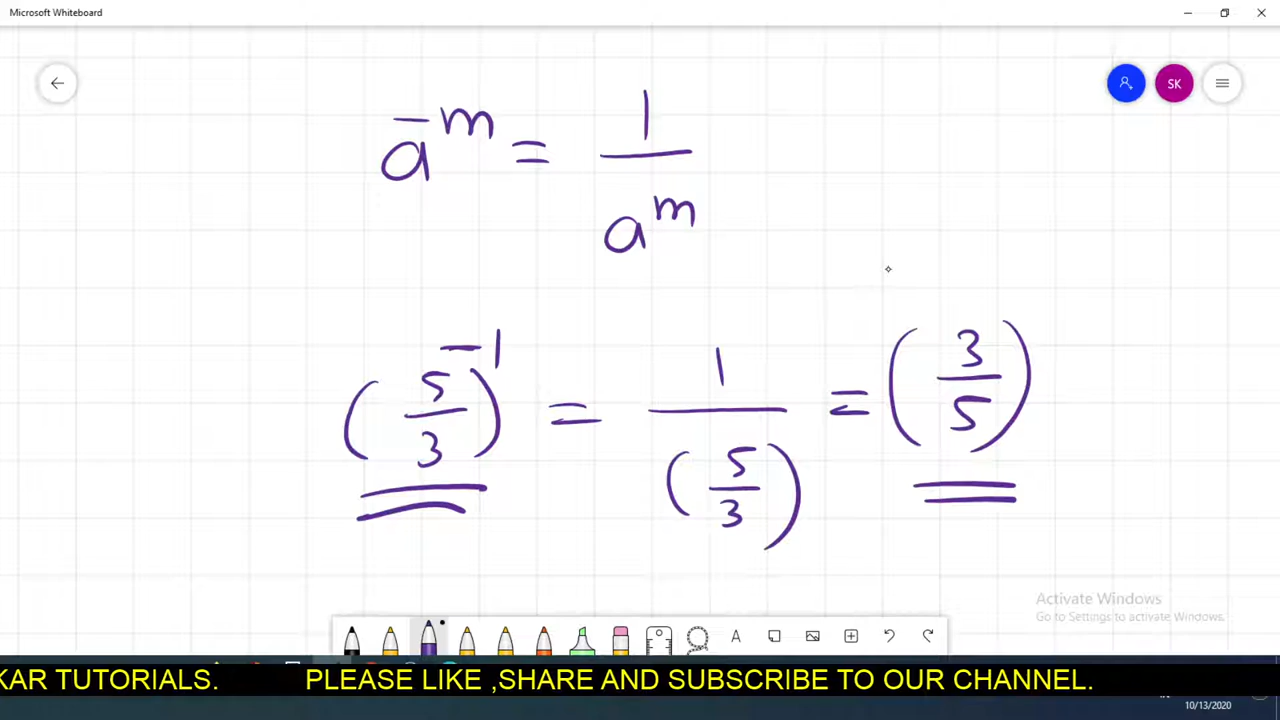 Microsoft Whiteboard
SK
a^-m = 1/a^m
(5/3)^-1 = 1/(5/3) = (3/5)
Activate Windows
Go to Settings to activate Windows.
A
KAR TUTORIALS. PLEASE LIKE ,SHARE AND SUBSCRIBE TO OUR CHANNEL.
10/13/2020